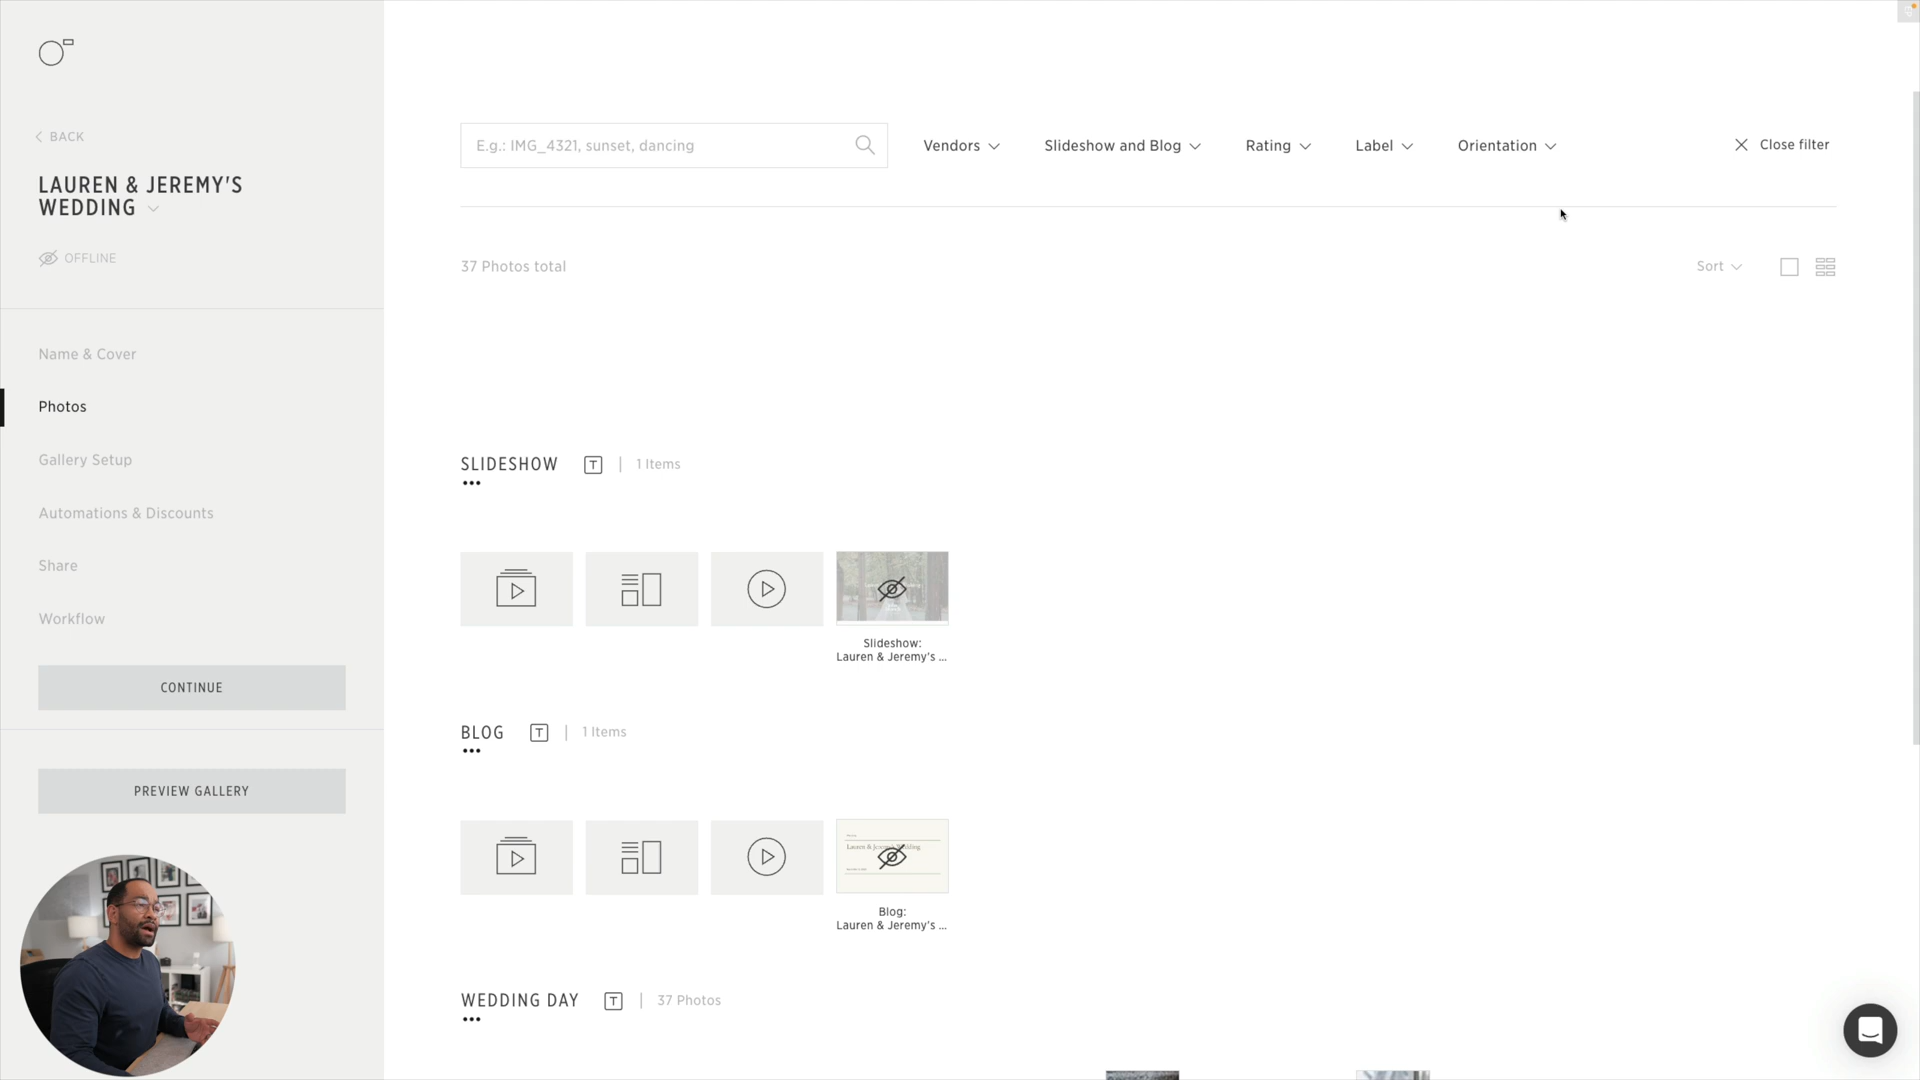 BACK
LAUREN & JEREMY'S
WEDDING
OFFLINE
Name & Cover
Photos
Gallery Setup
Automations & Discounts
Share
Workflow
CONTINUE
PREVIEW GALLERY
E.g.: IMG_4321, sunset, dancing
Vendors
Slideshow and Blog
Rating
Label
Orientation
Close filter
37 Photos total
Sort
SLIDESHOW T | 1 Items
Slideshow:
Lauren & Jeremy's ...
BLOG T | 1 Items
Blog:
Lauren & Jeremy's ...
WEDDING DAY T | 37 Photos